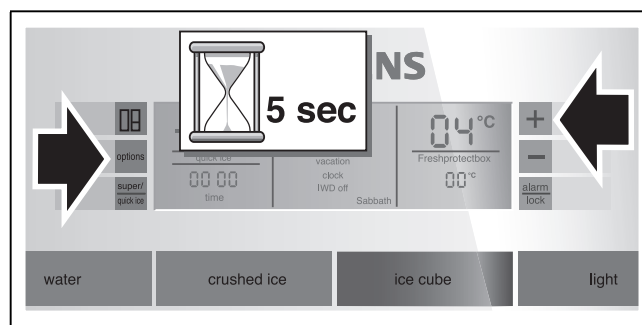 NS
5 sec
options
super/
quick ice
quick ice
00 00
time
vacation
clock
IWD off
Sabbath
04 °C
Freshprotectbox
00 °C
+
−
alarm
lock
water
crushed ice
ice cube
light